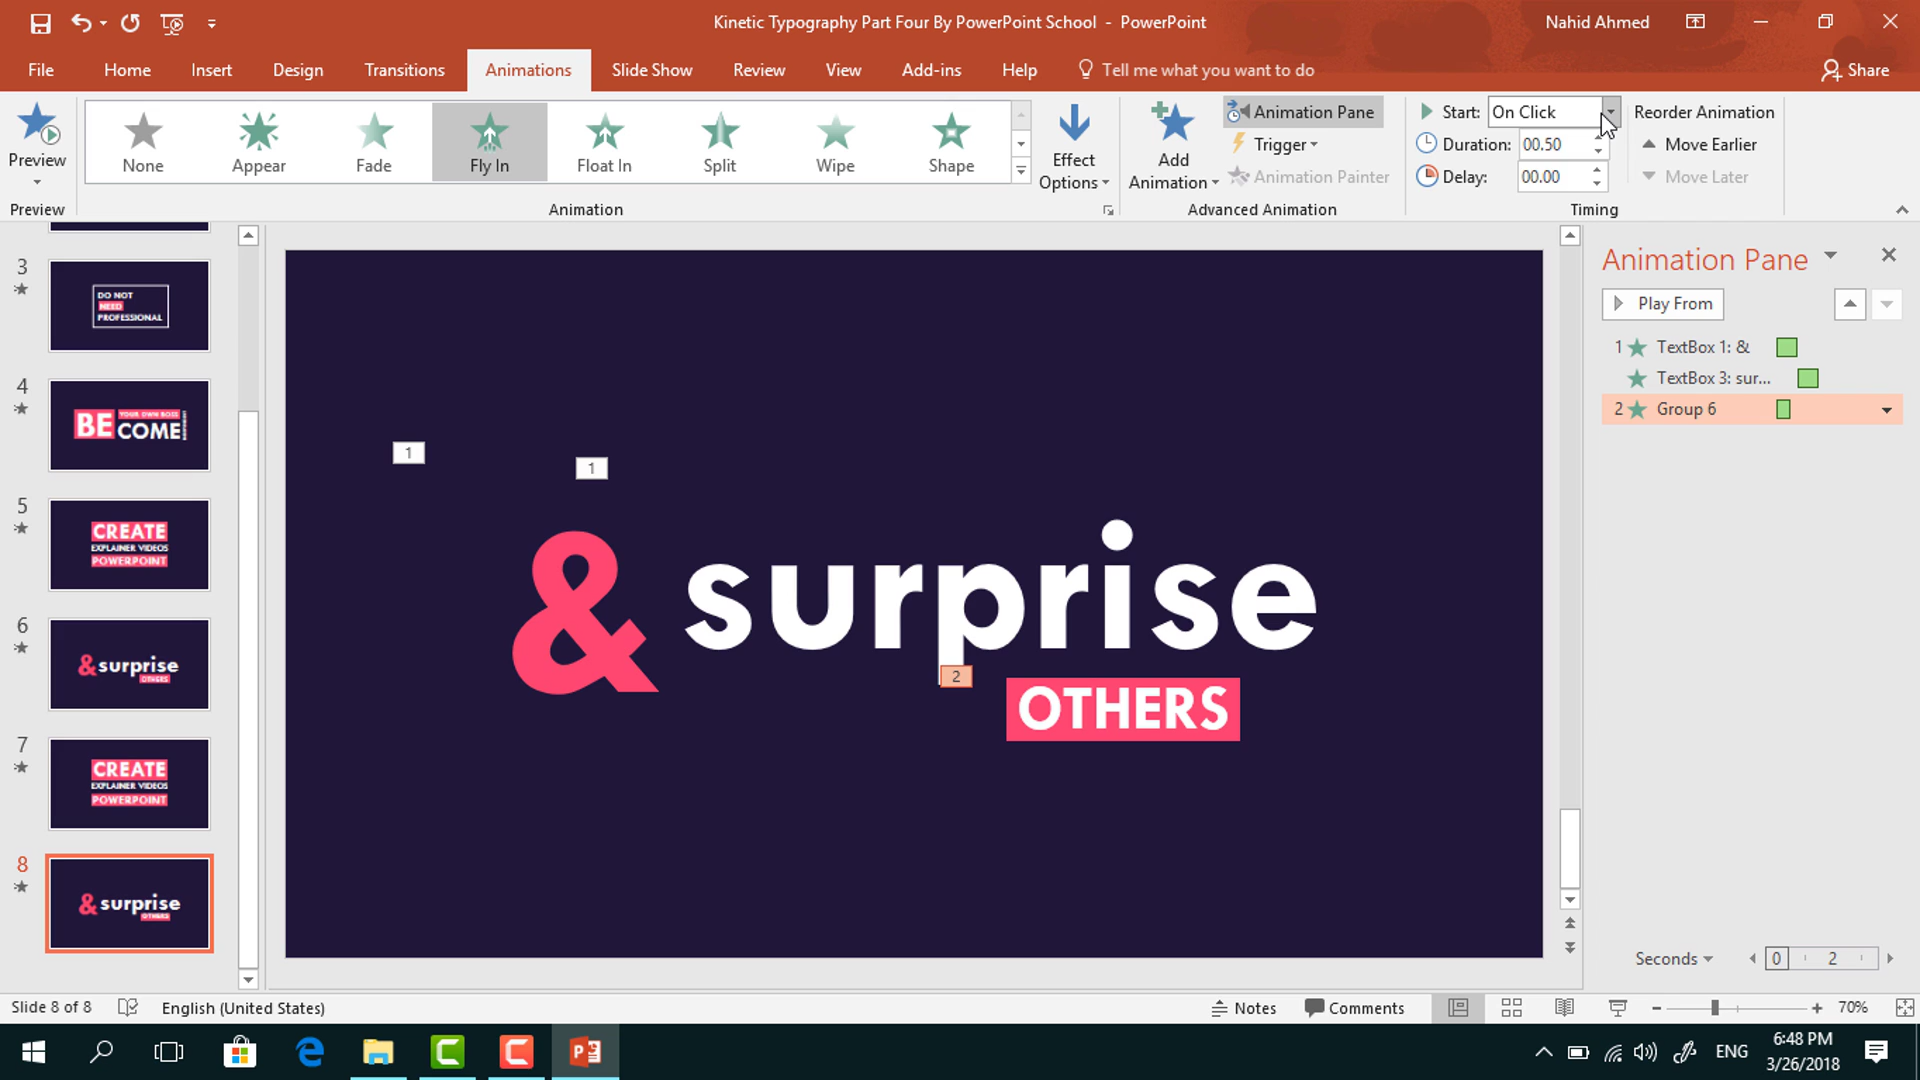 Kinetic Typography Part Four By PowerPoint School - PowerPoint
Nahid Ahmed
File Home Insert Design Transitions Animations Slide Show Review View Add-ins Help Tell me what you want to do Share
Preview
Preview
None Appear Fade Fly In Float In Split Wipe Shape
Animation
Effect
Options
Add
Animation
Animation Pane
Trigger
Animation Painter
Advanced Animation
Start: On Click
Duration: 00.50
Delay: 00.00
Reorder Animation
Move Earlier
Move Later
Timing
3
DO NOT
NEED
PROFESSIONAL
4
BE
YOUR OWN BOSS
COME
5
CREATE
EXPLAINER VIDEOS
POWERPOINT
6
& surprise
OTHERS
7
CREATE
EXPLAINER VIDEOS
POWERPOINT
8
& surprise
OTHERS
1
1
& surprise
2
OTHERS
Animation Pane
Play From
1 TextBox 1: &
TextBox 3: sur...
2 Group 6
Seconds 0 2
Slide 8 of 8 English (United States) Notes Comments 70%
ENG
6:48 PM
3/26/2018